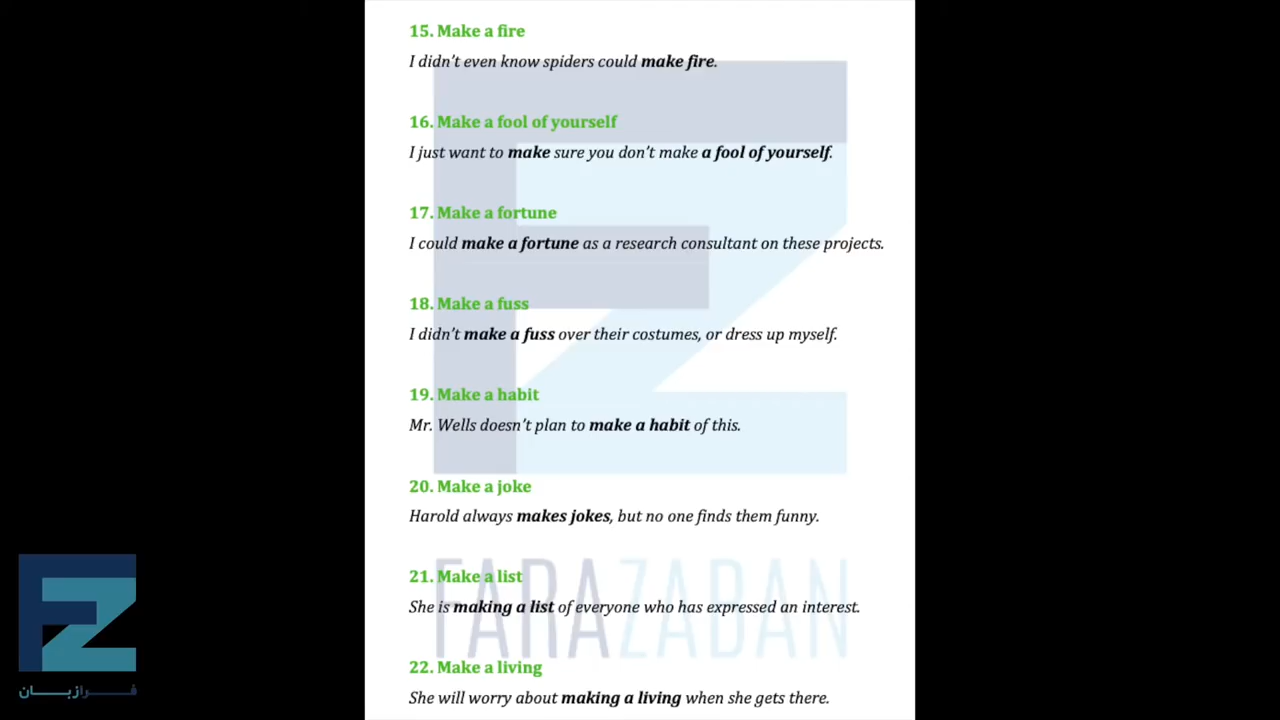 15. Make a fire
I didn't even know spiders could make fire.
16. Make a fool of yourself
I just want to make sure you don't make a fool of yourself.
17. Make a fortune
I could make a fortune as a research consultant on these projects.
18. Make a fuss
I didn't make a fuss over their costumes, or dress up myself.
19. Make a habit
Mr. Wells doesn't plan to make a habit of this.
20. Make a joke
Harold always makes jokes, but no one finds them funny.
21. Make a list
She is making a list of everyone who has expressed an interest.
FARAZABAN
22. Make a living
She will worry about making a living when she gets there.
FZ
فرازبان